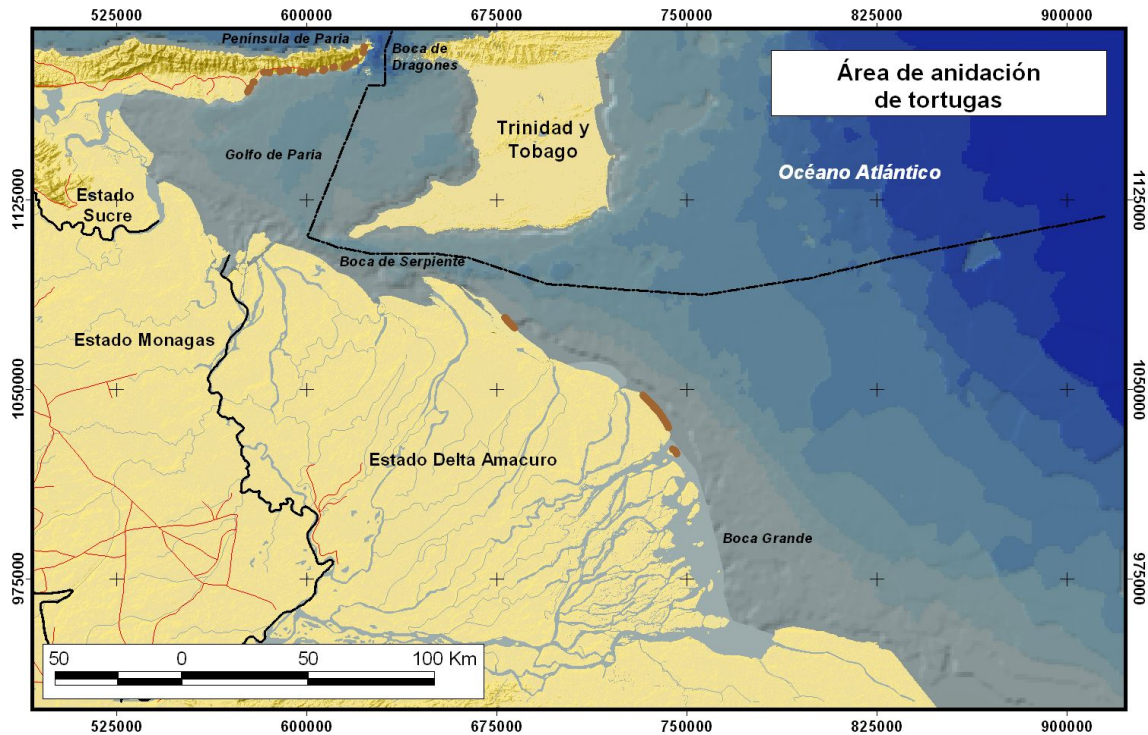 525000 600000 675000 750000 825000 900000
Península de Paria
Boca de
Dragones
Área de anidación
de tortugas
Trinidad y
Tobago
Golfo de Paria
Océano Atlántico
1125000
1125000
Estado
Sucre
Boca de Serpiente
Estado Monagas
1050000
1050000
Estado Delta Amacuro
Boca Grande
975000
975000
50 0 50 100 Km
525000 600000 675000 750000 825000 900000